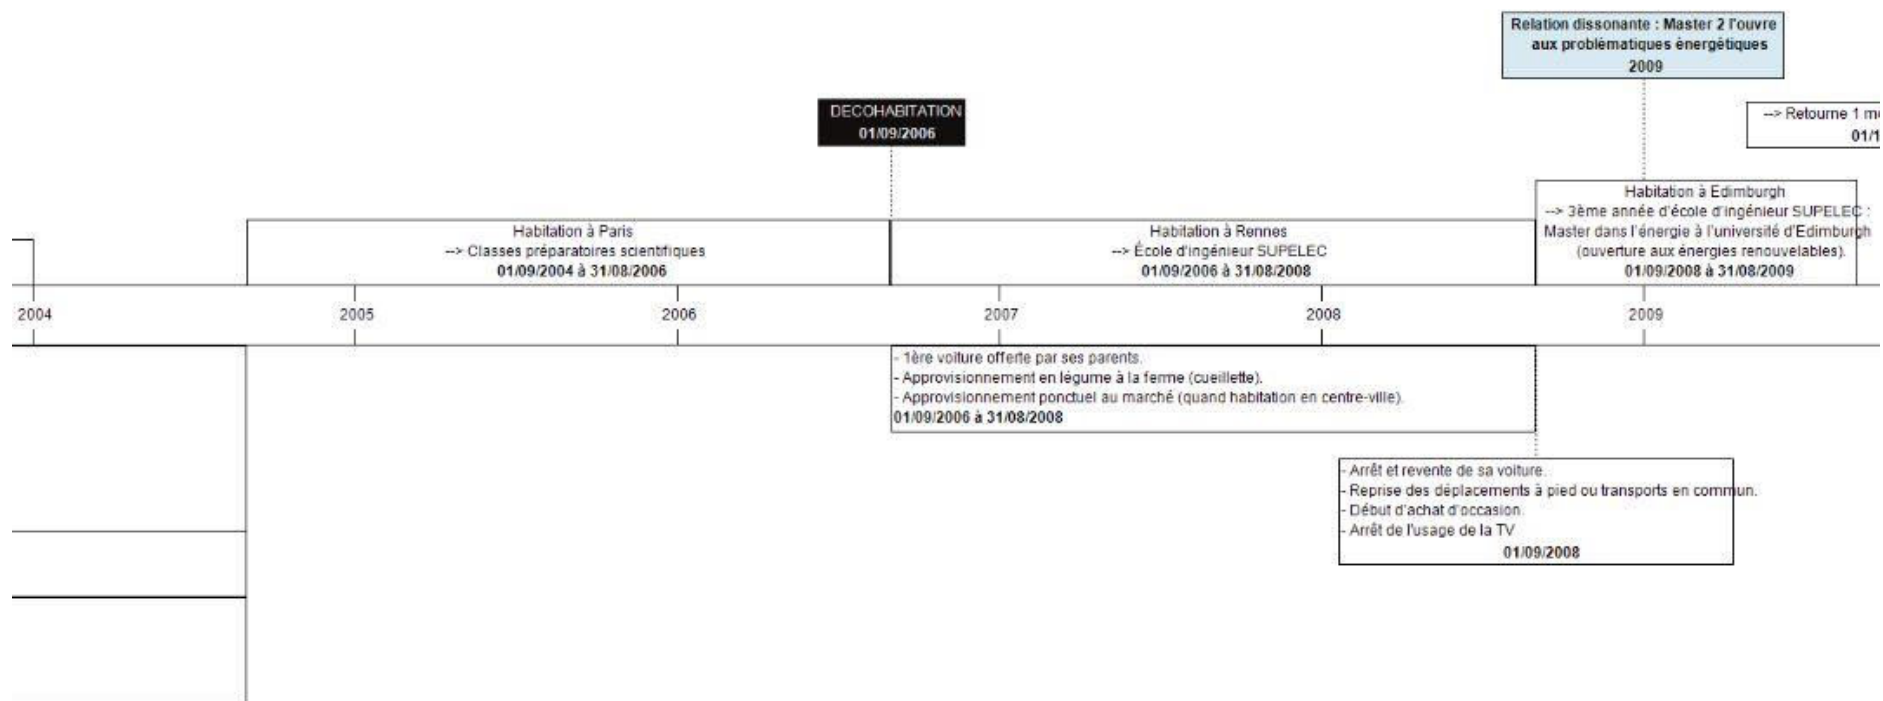 Relation dissonante : Master 2 l'ouvre
aux problématiques énergétiques
2009
DECOHABITATION
01/09/2006
--> Retourne 1
01/1
Habitation à Paris
--> Classes préparatoires scientifiques
01/09/2004 à 31/08/2006
Habitation à Rennes
--> École d'ingénieur SUPELEC
01/09/2006 à 31/08/2008
Habitation à Edimburgh
--> 3ème année d'école d'ingénieur SUPELEC :
Master dans l'énergie à l'université d'Edimburgh
(ouverture aux énergies renouvelables).
01/09/2008 à 31/08/2009
2004
2005
2006
2007
2008
2009
- 1ère voiture offerte par ses parents.
- Approvisionnement en légume à la ferme (cueillette).
- Approvisionnement ponctuel au marché (quand habitation en centre-ville).
01/09/2006 à 31/08/2008
- Arrêt et revente de sa voiture.
- Reprise des déplacements à pied ou transports en commun.
- Début d'achat d'occasion.
- Arrêt de l'usage de la TV
01/09/2008